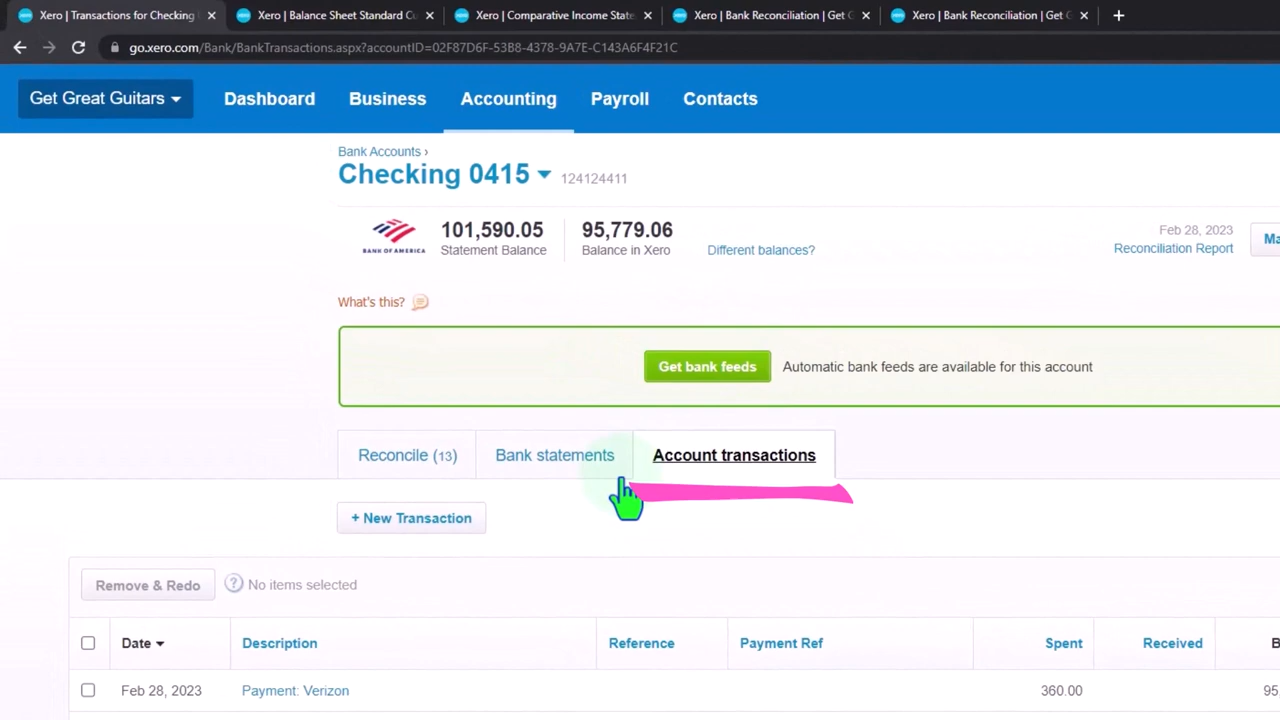 Xero | Transactions for Checking
Xero | Balance Sheet Standard Cu
Xero | Comparative Income State
Xero | Bank Reconciliation | Get G
Xero | Bank Reconciliation | Get G
go.xero.com/Bank/BankTransactions.aspx?accountID=02F87D6F-53B8-4378-9A7E-C143A6F4F21C
Get Great Guitars Dashboard Business Accounting Payroll Contacts
Bank Accounts ›
Checking 0415 124124411
101,590.05 95,779.06 Feb 28, 2023
BANK OF AMERICA Statement Balance Balance in Xero Different balances? Reconciliation Report Ma
What's this?
Get bank feeds Automatic bank feeds are available for this account
Reconcile (13) Bank statements Account transactions
+ New Transaction
Remove & Redo ? No items selected
Date Description Reference Payment Ref Spent Received B
Feb 28, 2023 Payment: Verizon 360.00 95,